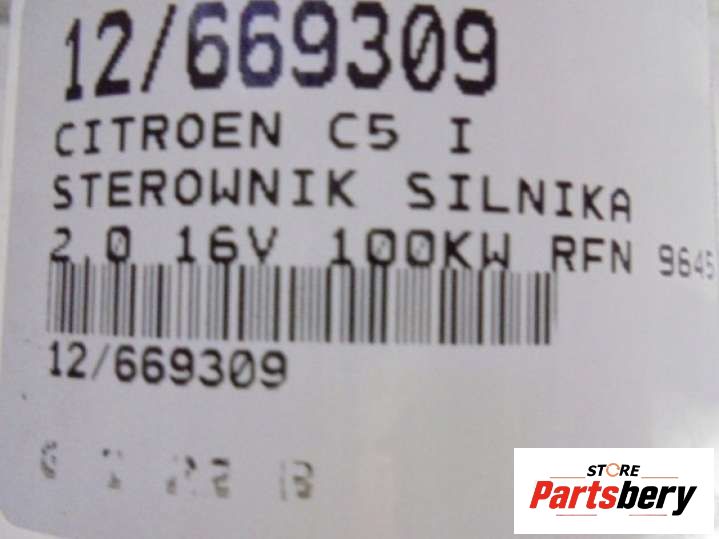 12/669309
CITROEN C5 I
STEROWNIK SILNIKA
2.0 16V 100KW RFN 9645
12/669309
STORE
Partsbery